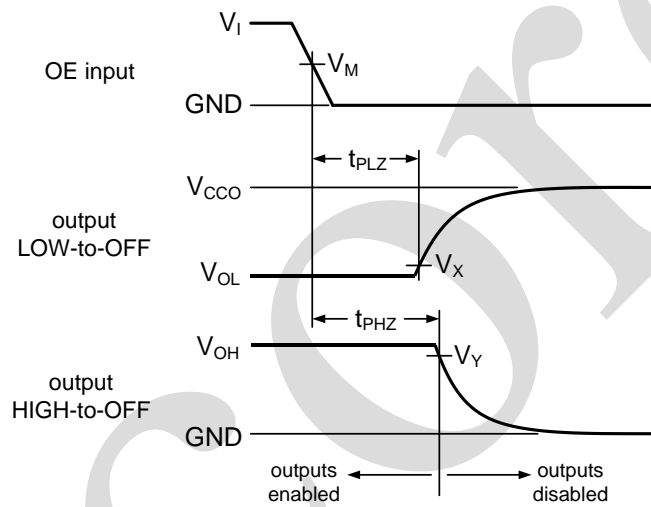 V_I
OE input
V_M
GND
t_PLZ
V_CCO
output
LOW-to-OFF
V_OL
V_X
t_PHZ
V_OH
V_Y
output
HIGH-to-OFF
GND
outputs
enabled
outputs
disabled